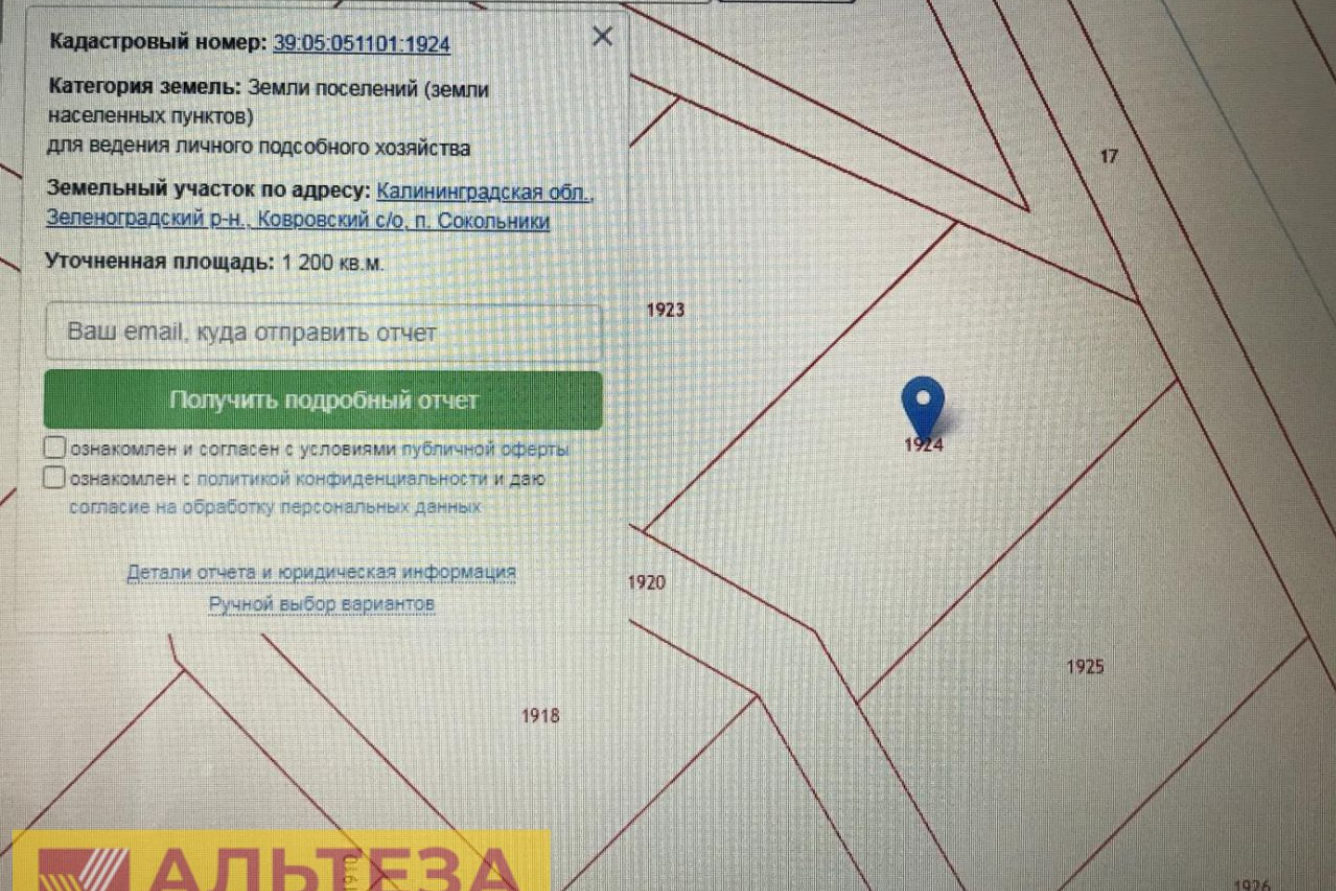 Кадастровый номер: 39:05:051101:1924
Категория земель: Земли поселений (земли
населенных пунктов)
для ведения личного подсобного хозяйства
Земельный участок по адресу: Калининградская обл.,
Зеленоградский р-н., Ковровский с/о, п. Сокольники
Уточненная площадь: 1 200 кв.м.
Ваш email, куда отправить отчет
Получить подробный отчет
ознакомлен и согласен с условиями публичной оферты
ознакомлен с политикой конфиденциальности и даю
согласие на обработку персональных данных
Детали отчета и юридическая информация
Ручной выбор вариантов
17
1923
1924
1920
1925
1918
1910
1926
АЛЬТЕЗА